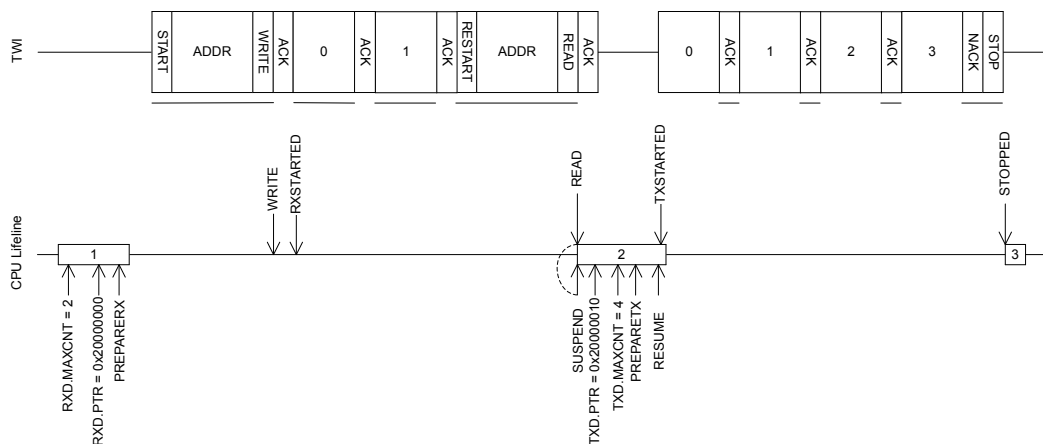 TWI
START
ADDR
WRITE
ACK
0
ACK
1
ACK
RESTART
ADDR
READ
ACK
0
ACK
1
ACK
2
ACK
3
NACK
STOP
WRITE
RXSTARTED
READ
TXSTARTED
STOPPED
CPU Lifeline
1
2
3
RXD.MAXCNT = 2
RXD.PTR = 0x20000000
PREPARERX
SUSPEND
TXD.PTR = 0x20000010
TXD.MAXCNT = 4
PREPARETX
RESUME